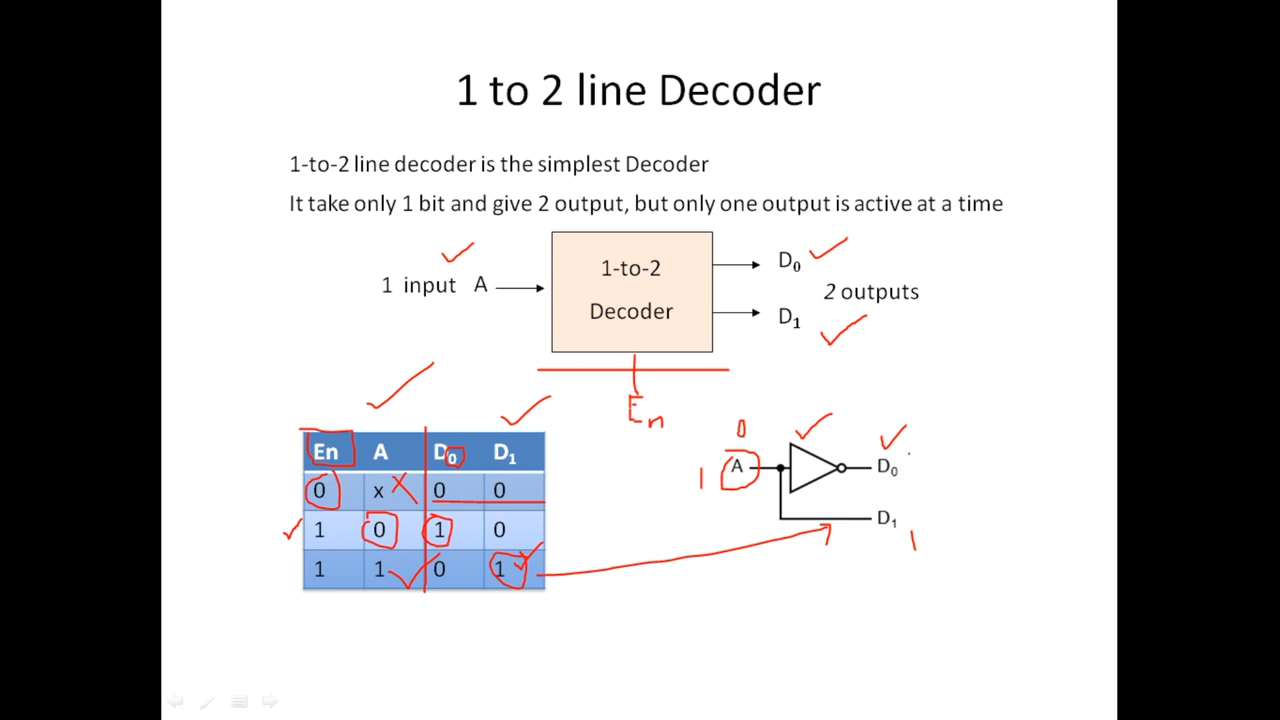 1 to 2 line Decoder
1-to-2 line decoder is the simplest Decoder
It take only 1 bit and give 2 output, but only one output is active at a time
1 input A
1-to-2
Decoder
D0
2 outputs
D1
En
En A D0 D1
0 x 0 0
1 0 1 0
1 1 0 1
0
1 A D0
D1 1